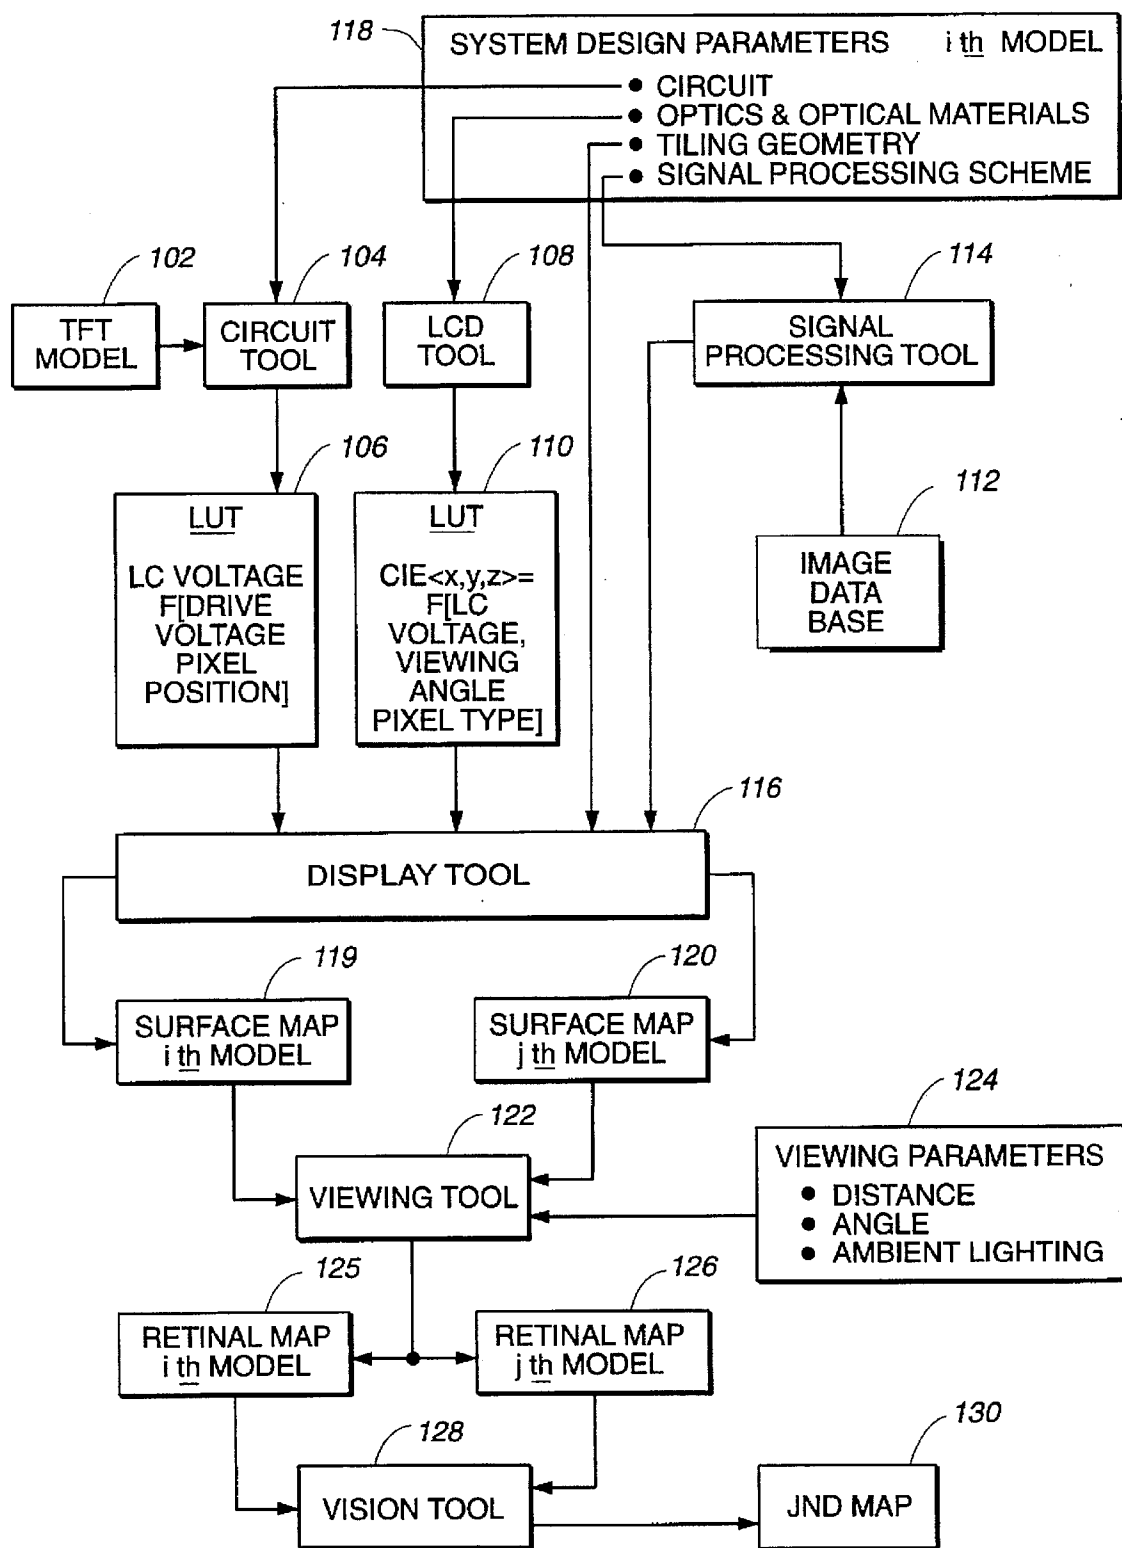 118
SYSTEM DESIGN PARAMETERS i th MODEL
• CIRCUIT
• OPTICS & OPTICAL MATERIALS
• TILING GEOMETRY
• SIGNAL PROCESSING SCHEME
102
104
108
114
TFT
MODEL
CIRCUIT
TOOL
LCD
TOOL
SIGNAL
PROCESSING TOOL
106
110
112
LUT
LC VOLTAGE
F[DRIVE
VOLTAGE
PIXEL
POSITION]
LUT
CIE<x,y,z>=
F[LC
VOLTAGE,
VIEWING
ANGLE
PIXEL TYPE]
IMAGE
DATA
BASE
116
DISPLAY TOOL
119
120
SURFACE MAP
i th MODEL
SURFACE MAP
j th MODEL
122
124
VIEWING TOOL
VIEWING PARAMETERS
• DISTANCE
• ANGLE
• AMBIENT LIGHTING
125
126
RETINAL MAP
i th MODEL
RETINAL MAP
j th MODEL
128
130
VISION TOOL
JND MAP